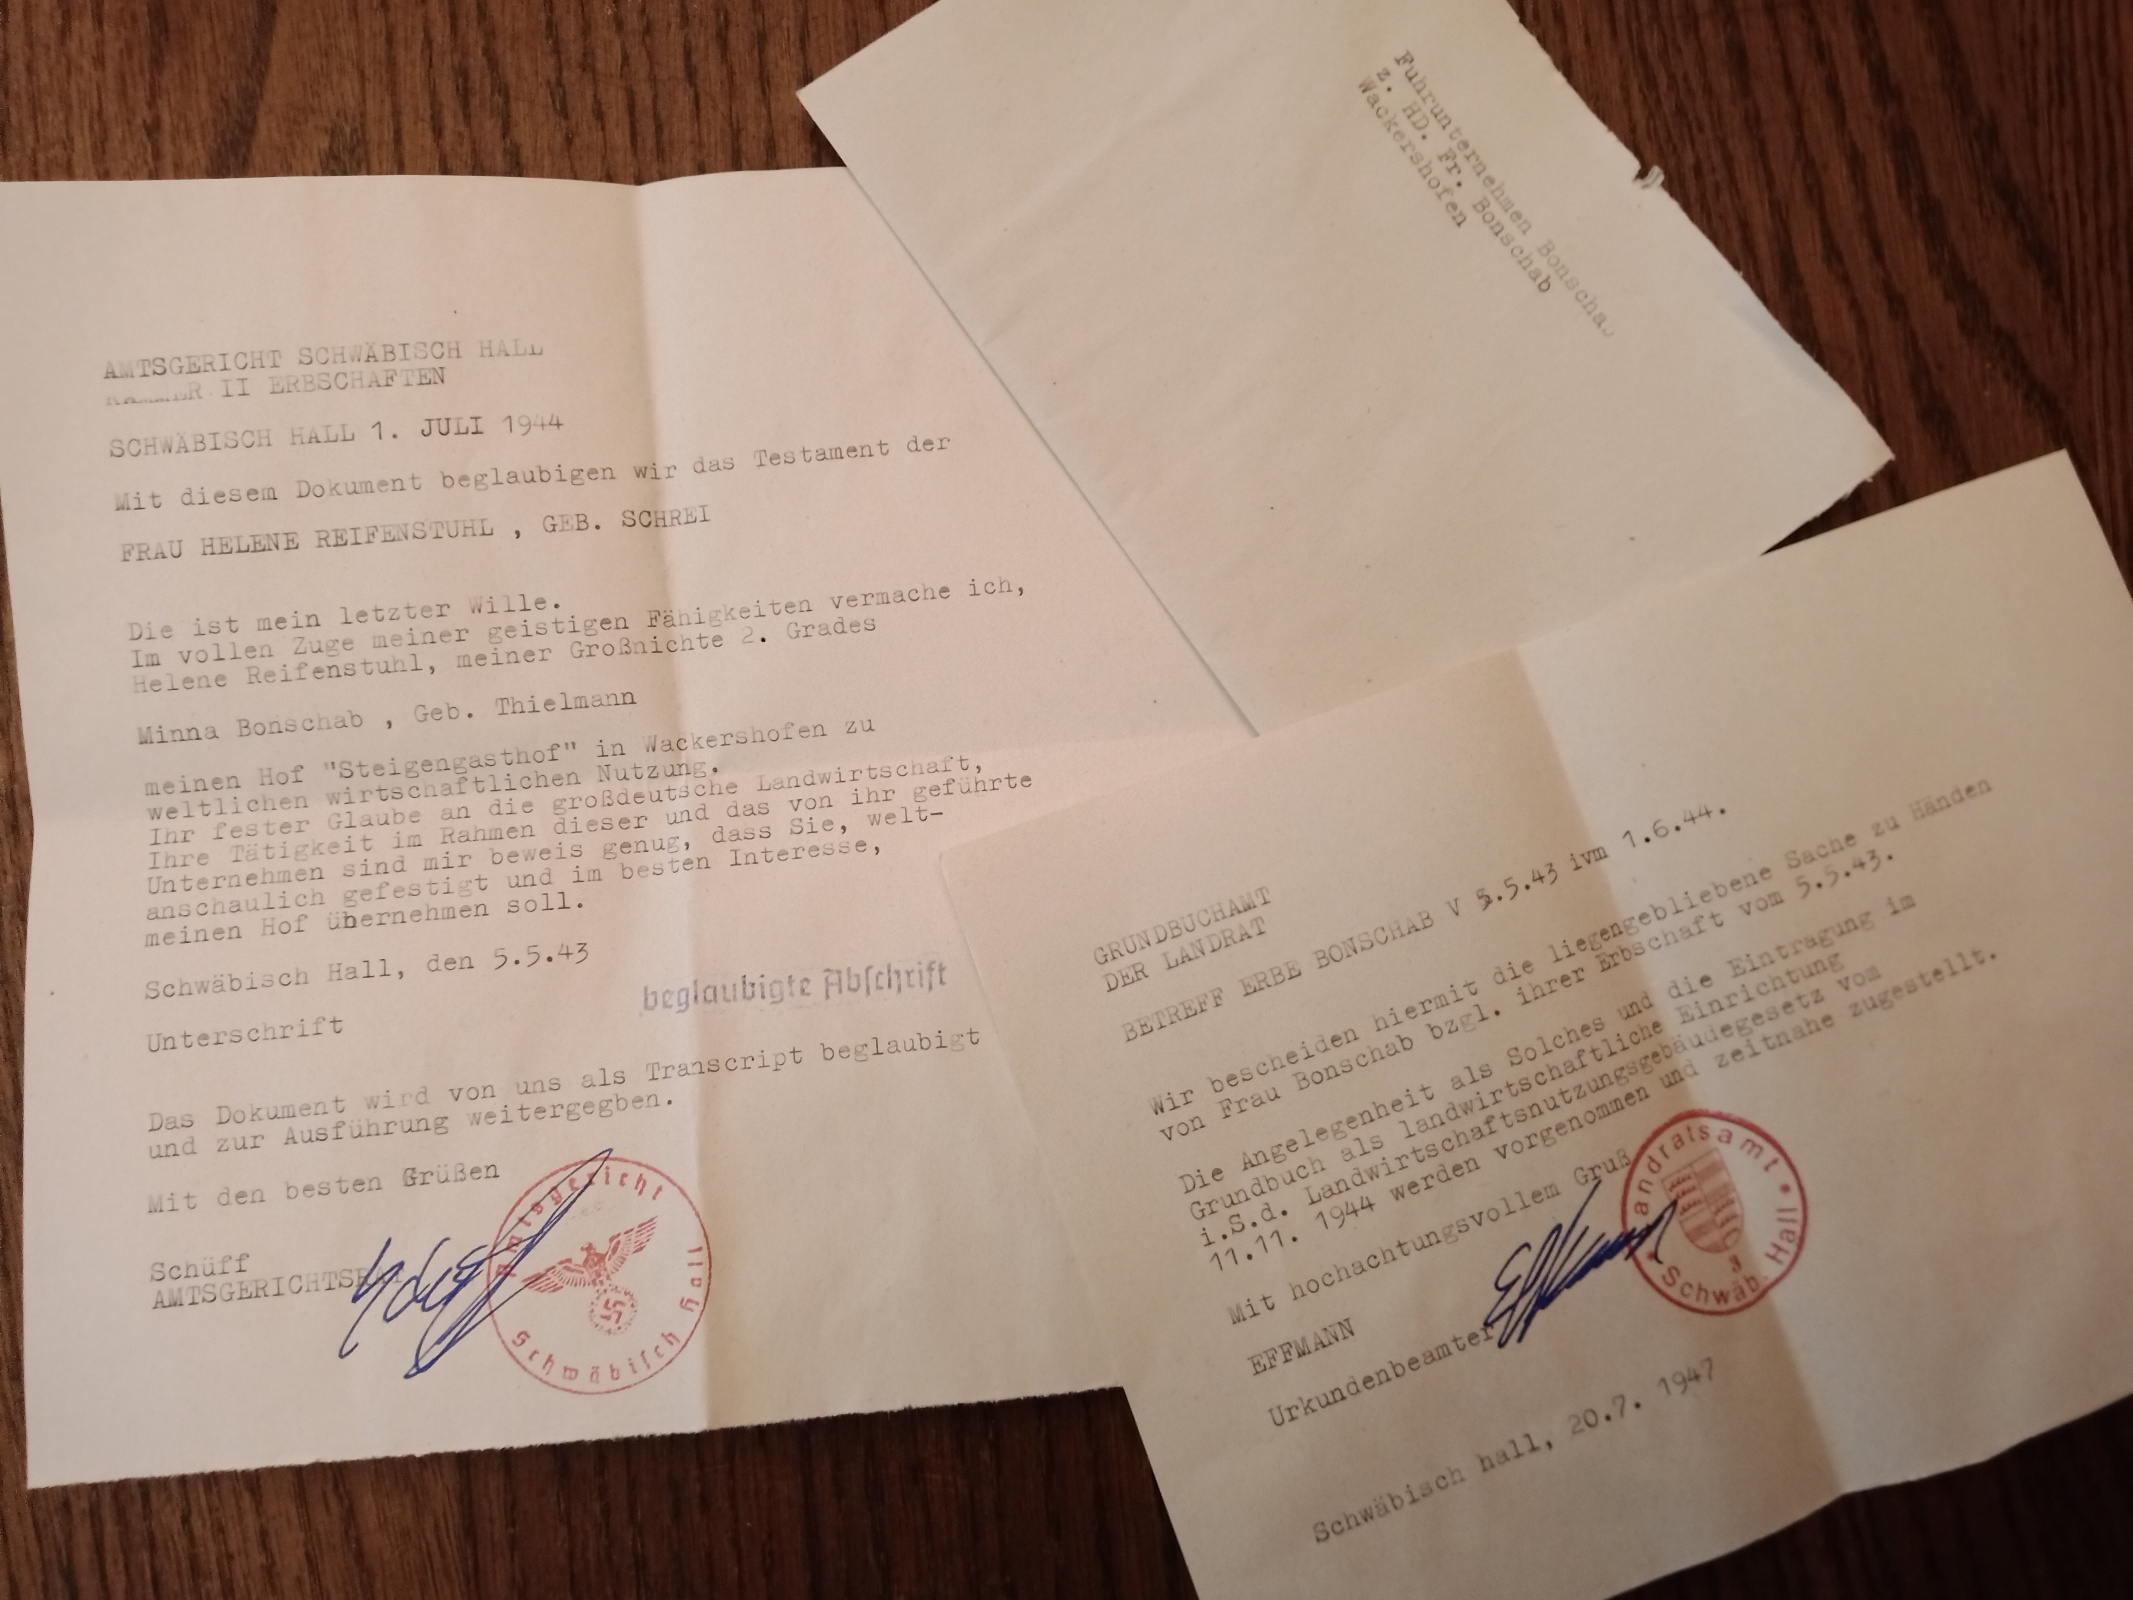 AMTSGERICHT SCHWÄBISCH HALL
KAMMER II ERBSCHAFTEN
SCHWÄBISCH HALL 1. JULI 1944
Mit diesem Dokument beglaubigen wir das Testament der
FRAU HELENE REIFENSTUHL , GEB. SCHREI
Die ist mein letzter Wille.
Im vollen Zuge meiner geistigen Fähigkeiten vermache ich,
Helene Reifenstuhl, meiner Großnichte 2. Grades
Minna Bonschab , Geb. Thielmann
meinen Hof "Steigengasthof" in Wackershofen zu
weltlichen wirtschaftlichen Nutzung.
Ihr fester Glaube an die großdeutsche Landwirtschaft,
Ihre Tätigkeit im Rahmen dieser und das von ihr geführte
Unternehmen sind mir beweis genug, dass Sie, welt-
anschaulich gefestigt und im besten Interesse,
meinen Hof übernehmen soll.
Schwäbisch Hall, den 5.5.43
beglaubigte Abschrift
Unterschrift
Das Dokument wird von uns als Transcript beglaubigt
und zur Ausführung weitergegben.
Mit den besten Grüßen
Schüff
AMTSGERICHTSRAT
Amtsgericht
Schwäbisch Hall
Fuhrunternehmen Bonschab
z. HD. Fr. Bonschab
Wackershofen
GRUNDBUCHAMT
DER LANDRAT
BETREFF ERBE BONSCHAB V 5.5.43 ivm 1.6.44.
Wir bescheiden hiermit die liegengebliebene Sache zu Händen
von Frau Bonschab bzgl. ihrer Erbschaft vom 5.5.43.
Die Angelegenheit als Solches und die Eintragung im
Grundbuch als landwirtschaftliche Einrichtung
i.S.d. Landwirtschaftsnutzungsgebäudegesetz vom
11.11. 1944 werden vorgenommen und zeitnahe zugestellt.
Mit hochachtungsvollem Gruß
EFFMANN
Urkundenbeamter
Landratsamt
Schwäb. Hall
3
Schwäbisch hall, 20.7. 1947